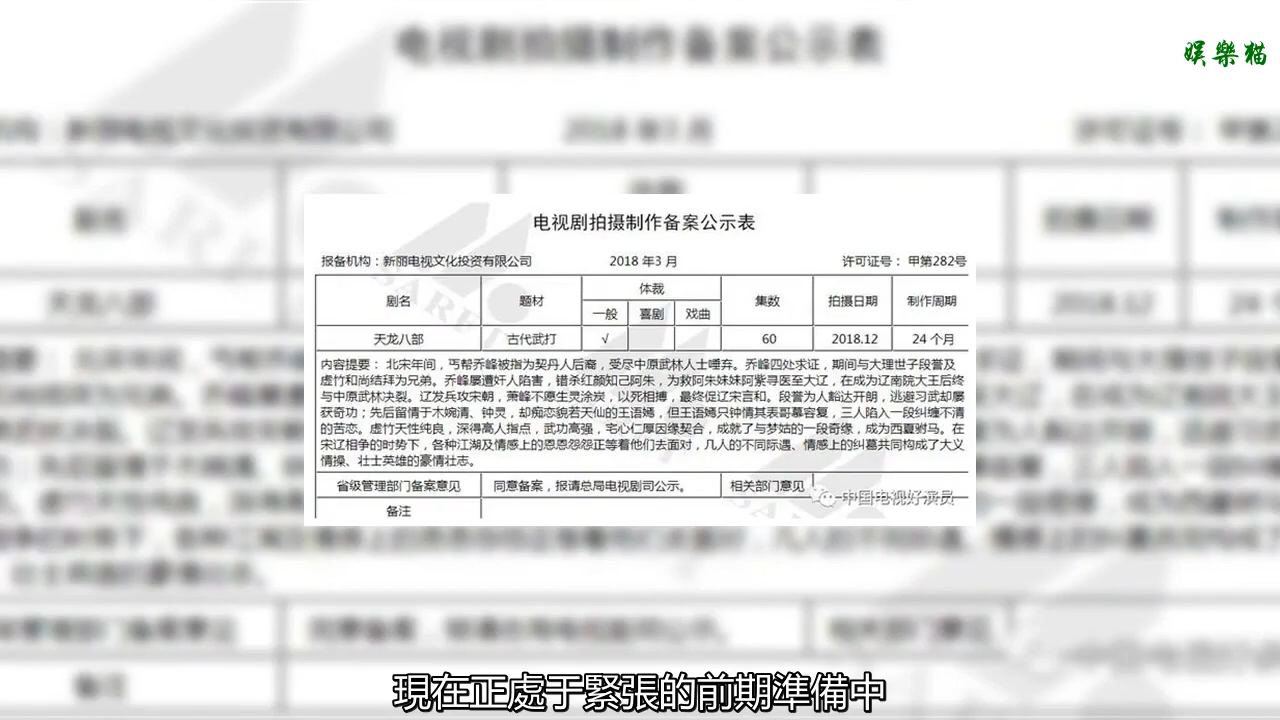 娱樂猫
电视剧拍摄制作备案公示表
报备机构：新丽电视文化投资有限公司 2018 年3 月 许可证号： 甲第282号
剧名 题材 体裁 集数 拍摄日期 制作周期
一般 喜剧 戏曲
天龙八部 古代武打 √ 60 2018.12 24 个月
内容提要： 北宋年间，丐帮乔峰被指为契丹人后裔，受尽中原武林人士唾弃。乔峰四处求证，期间与大理世子段誉及
虚竹和尚结拜为兄弟。乔峰屡遭奸人陷害，错杀红颜知己阿朱，为救阿朱妹妹阿紫寻医至大辽，在成为辽南院大王后终
与中原武林决裂。辽发兵攻宋朝，萧峰不愿生灵涂炭，以死相搏，最终促辽宋言和。段誉为人豁达开朗，逃避习武却屡
获奇功；先后留情于木婉清、钟灵，却痴恋貌若天仙的王语嫣，但王语嫣只钟情其表哥慕容复，三人陷入一段纠缠不清
的苦恋。虚竹天性纯良，深得高人指点，武功高强，宅心仁厚因缘契合，成就了与梦姑的一段奇缘，成为西夏驸马。在
宋辽相争的时势下，各种江湖及情感上的恩恩怨怨正等着他们去面对，几人的不同际遇、情感上的纠葛共同构成了大义
情操、壮士英雄的豪情壮志。
省级管理部门备案意见 同意备案，报请总局电视剧司公示。 相关部门意见
中国电视好演员
备注
現在正處于緊張的前期準備中